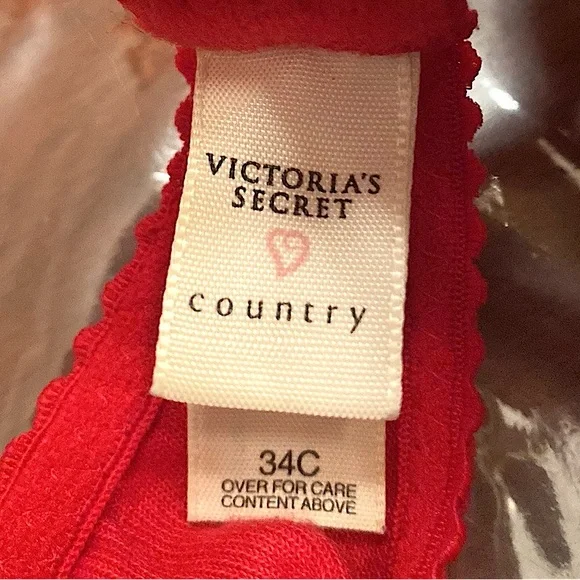 VICTORIA'S
SECRET
country
34C
OVER FOR CARE
CONTENT ABOVE